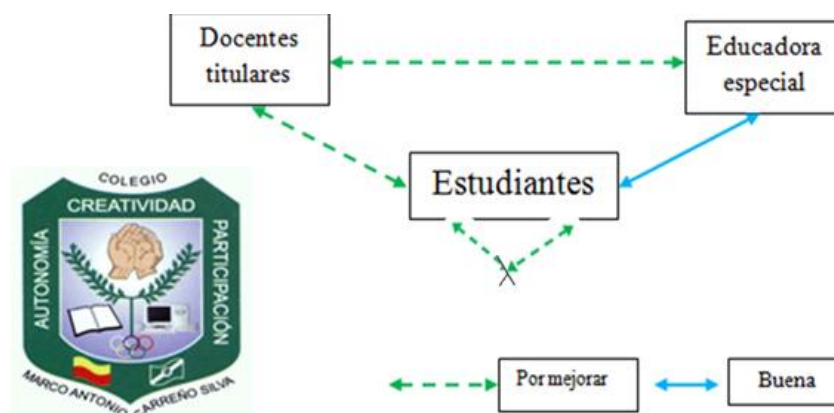 Docentes
titulares
Educadora
especial
Estudiantes
COLEGIO
CREATIVIDAD
AUTONOMÍA
PARTICIPACIÓN
MARCO ANTONIO CARREÑO SILVA
Por mejorar
Buena